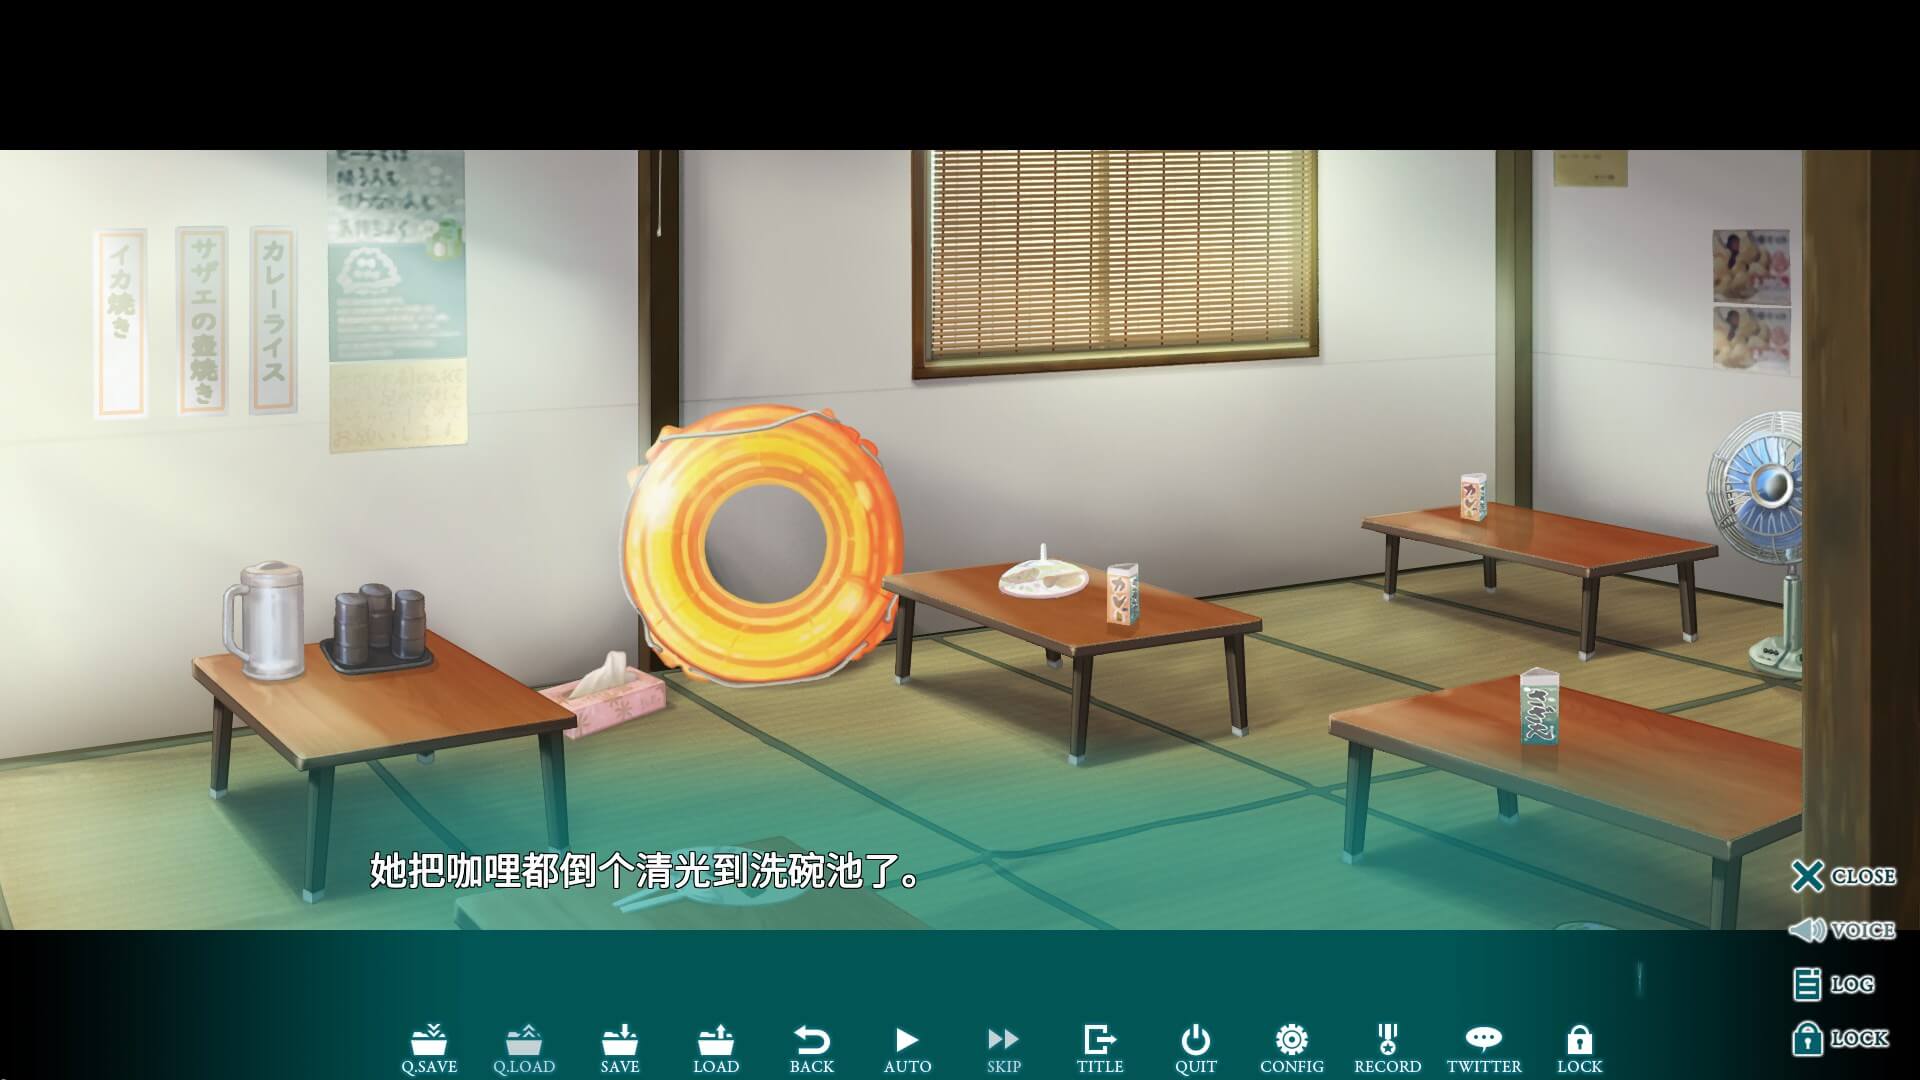 イカ焼き
サザエの壺焼き
カレーライス
她把咖哩都倒个清光到洗碗池了。
CLOSE
VOICE
LOG
LOCK
Q.SAVE
Q.LOAD
SAVE
LOAD
BACK
AUTO
SKIP
TITLE
QUIT
CONFIG
RECORD
TWITTER
LOCK